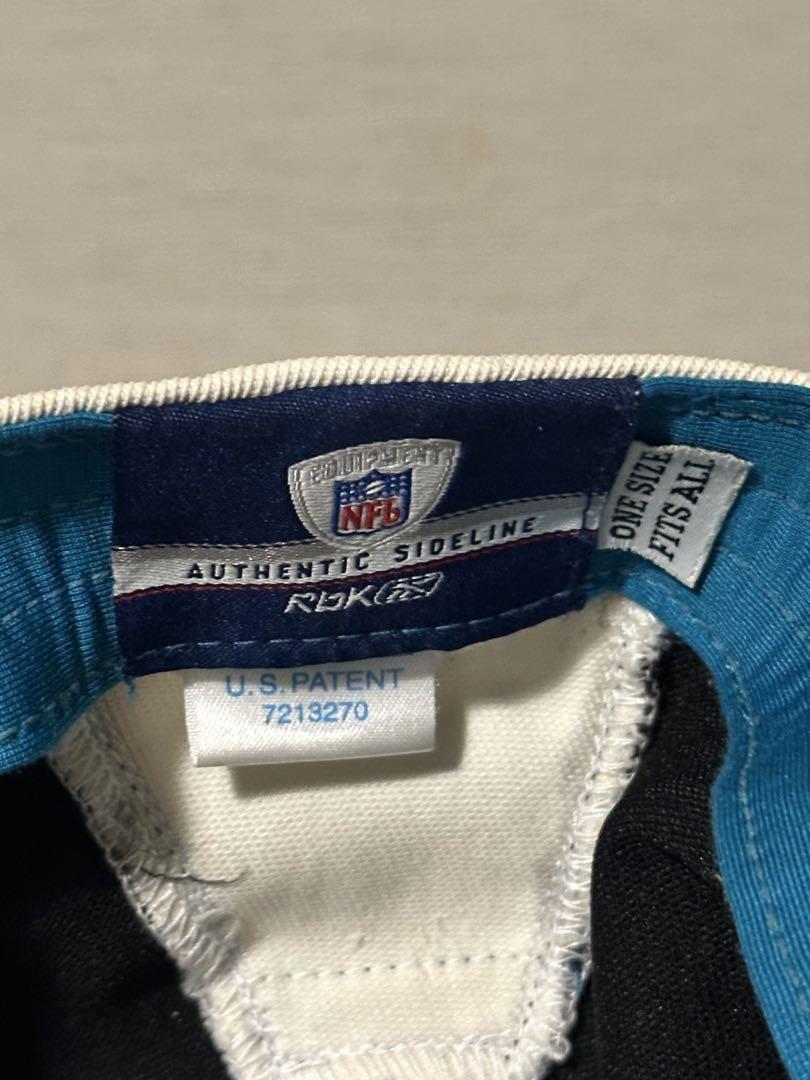 EQUIPMENT
NFL
AUTHENTIC SIDELINE
RBK
ONE SIZE
FITS ALL
U.S. PATENT
7213270